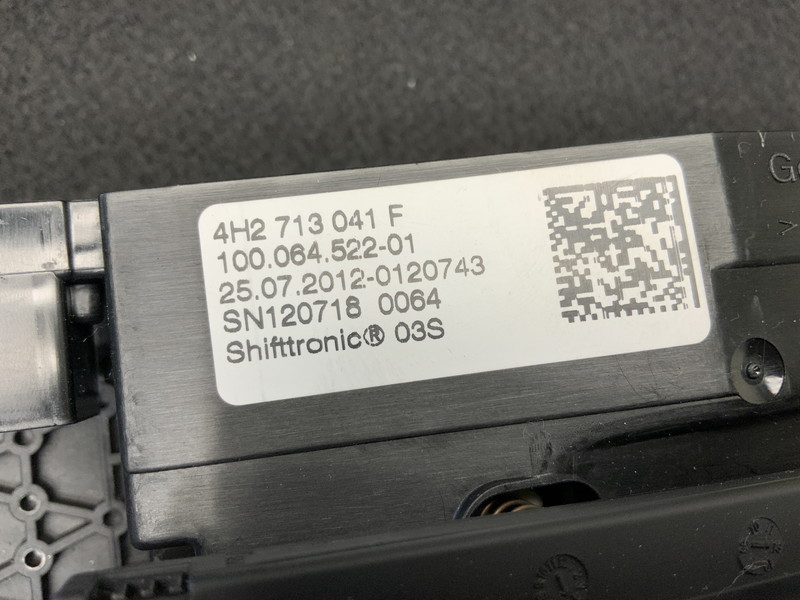 4H2 713 041 F
100.064.522-01
25.07.2012-0120743
SN120718 0064
Shifttronic® 03S